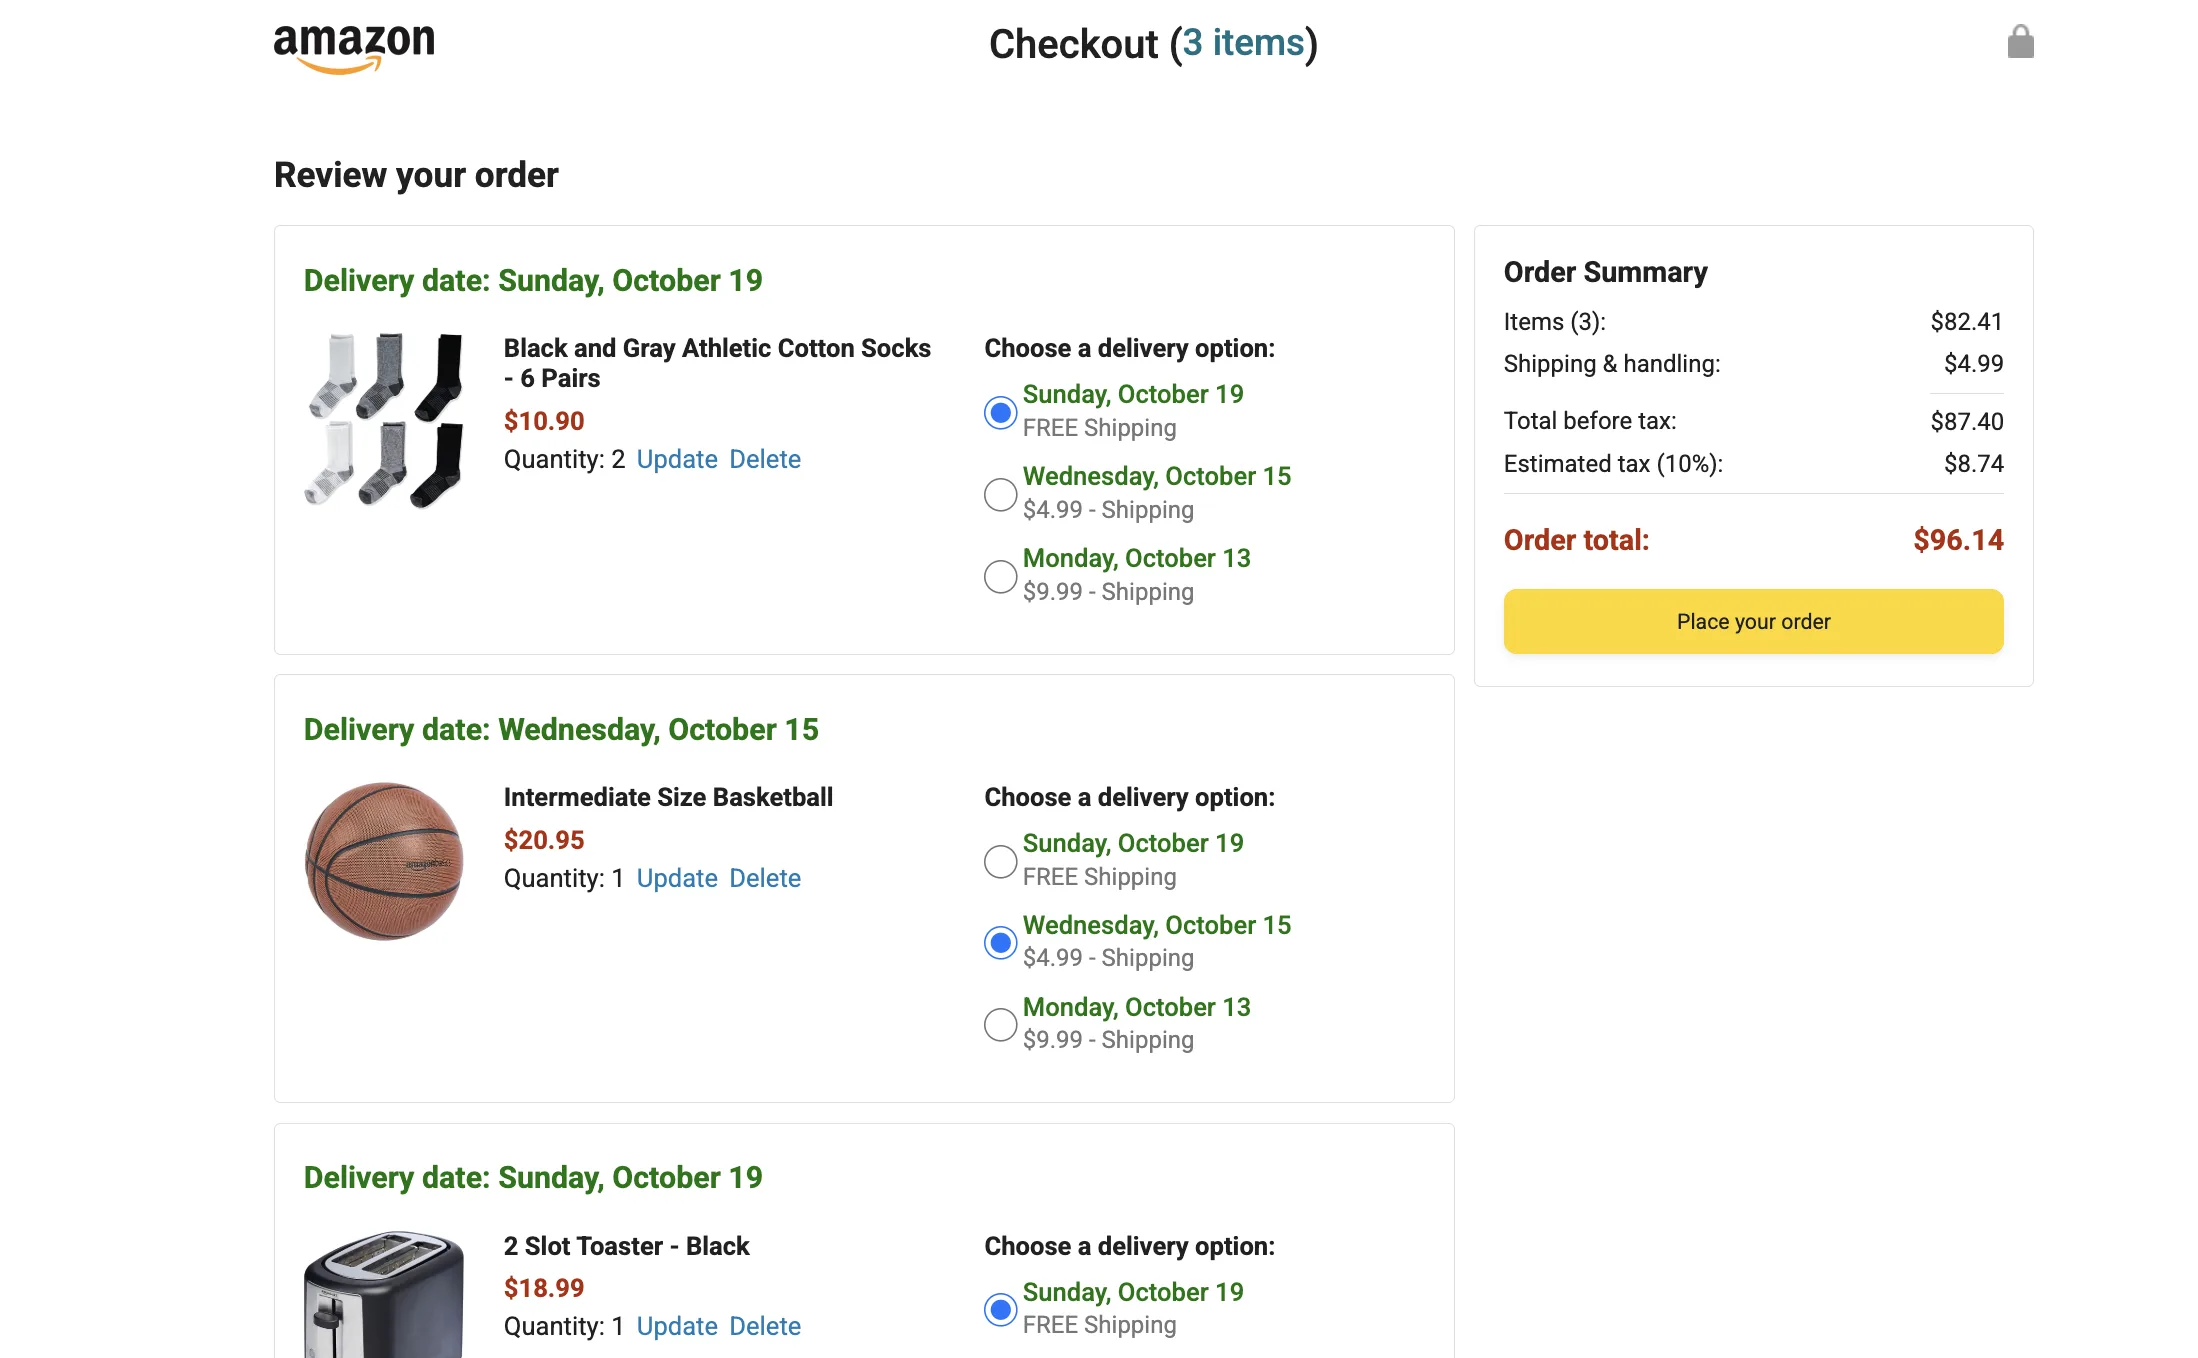 amazon
Checkout (3 items)
Review your order
Delivery date: Sunday, October 19
Black and Gray Athletic Cotton Socks
- 6 Pairs
$10.90
Quantity: 2 Update Delete
Choose a delivery option:
Sunday, October 19
FREE Shipping
Wednesday, October 15
$4.99 - Shipping
Monday, October 13
$9.99 - Shipping
Delivery date: Wednesday, October 15
Intermediate Size Basketball
$20.95
Quantity: 1 Update Delete
Choose a delivery option:
Sunday, October 19
FREE Shipping
Wednesday, October 15
$4.99 - Shipping
Monday, October 13
$9.99 - Shipping
Delivery date: Sunday, October 19
2 Slot Toaster - Black
$18.99
Quantity: 1 Update Delete
Choose a delivery option:
Sunday, October 19
FREE Shipping
Order Summary
Items (3): $82.41
Shipping & handling: $4.99
Total before tax: $87.40
Estimated tax (10%): $8.74
Order total: $96.14
Place your order